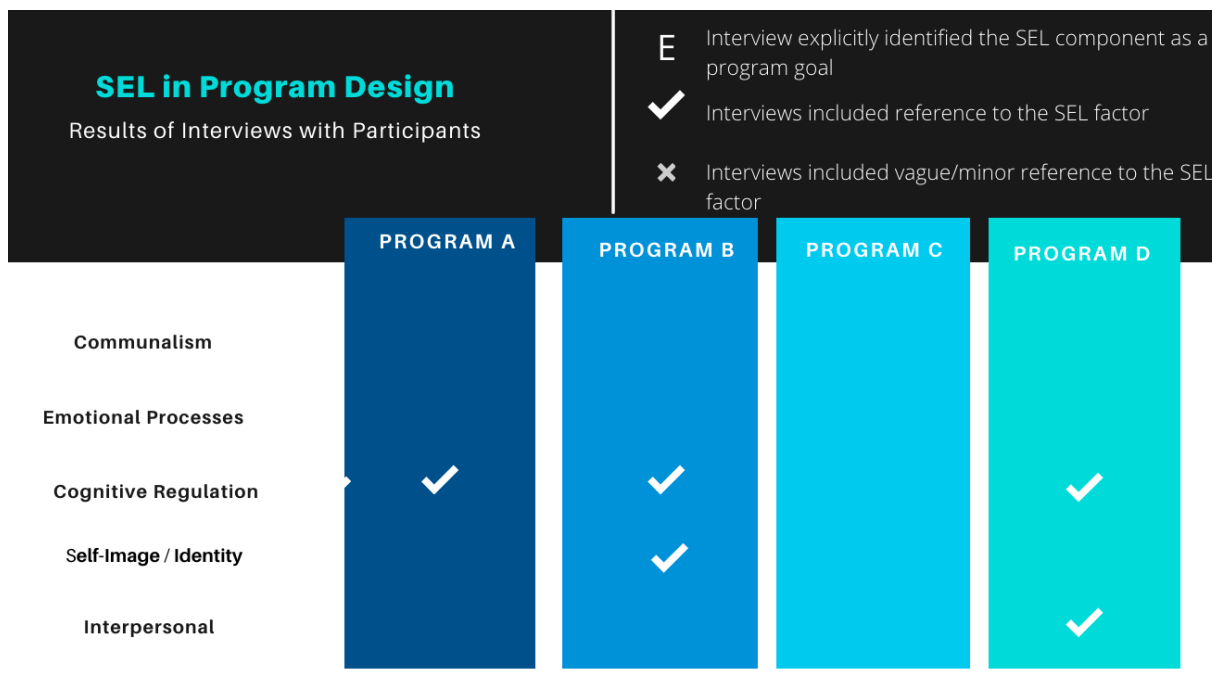 SEL in Program Design
Results of Interviews with Participants
E
Interview explicitly identified the SEL component as a
program goal
✓
Interviews included reference to the SEL factor
✖
Interviews included vague/minor reference to the SEL
factor
PROGRAM A
PROGRAM B
PROGRAM C
PROGRAM D
Communalism
Emotional Processes
Cognitive Regulation ✓ ✓ ✓
Self-Image / Identity ✓
Interpersonal ✓